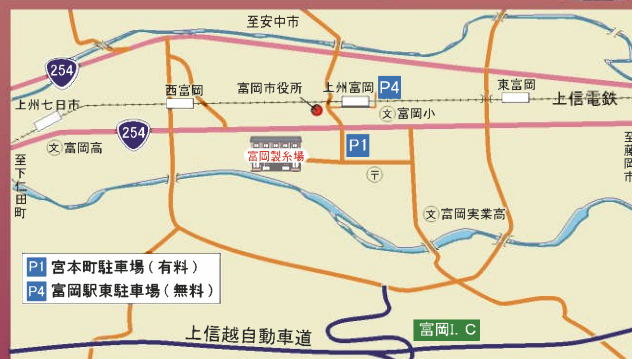 至安中市
254
上州七日市
西富岡
富岡市役所
上州富岡
P4
東富岡
上信電鉄
文富岡小
254
文富岡高
富岡製糸場
P1
〒
至藤岡市
至下仁田町
文富岡実業高
P1 宮本町駐車場(有料)
P4 富岡駅東駐車場(無料)
富岡I.C
上信越自動車道